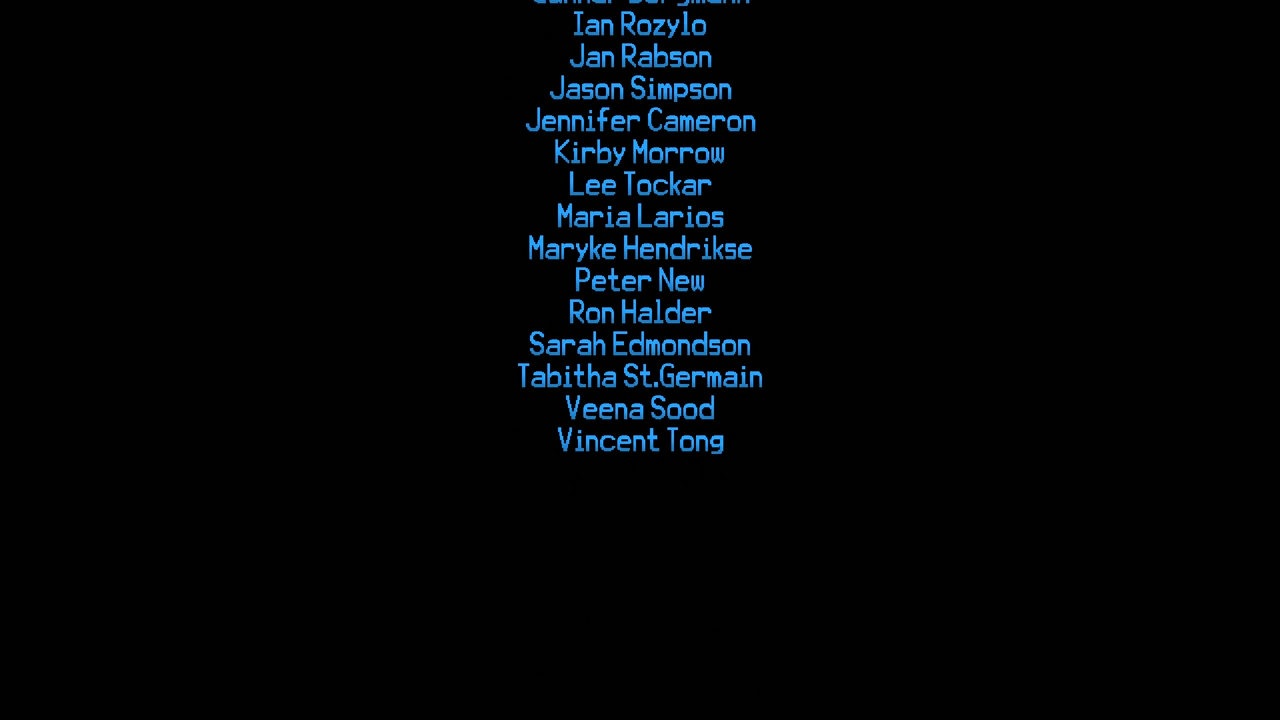 Ian Rozylo
Jan Rabson
Jason Simpson
Jennifer Cameron
Kirby Morrow
Lee Tockar
Maria Larios
Maryke Hendrikse
Peter New
Ron Halder
Sarah Edmondson
Tabitha St.Germain
Veena Sood
Vincent Tong